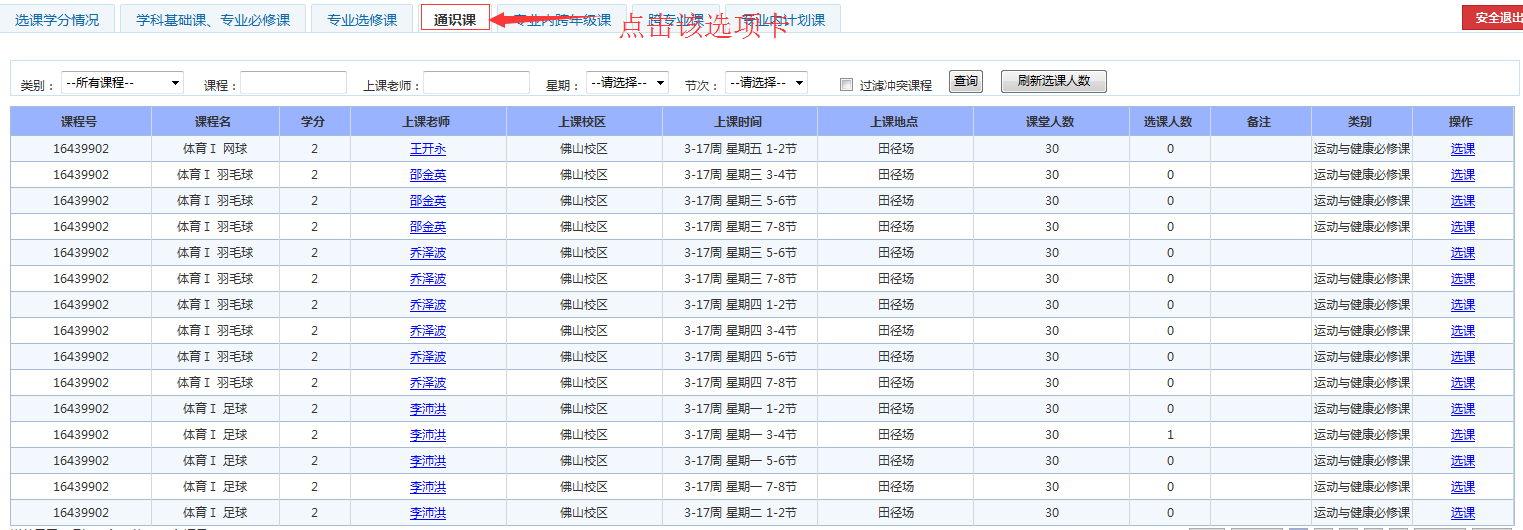 选课学分情况 学科基础课、专业必修课 专业选修课 通识课 专业内跨年级课 跨专业课 专业内计划课 安全退出
点击该选项卡
类别： --所有课程-- 课程： 上课老师： 星期： --请选择-- 节次： --请选择-- 过滤冲突课程 查询 刷新选课人数
课程号 课程名 学分 上课老师 上课校区 上课时间 上课地点 课堂人数 选课人数 备注 类别 操作
16439902 体育Ⅰ 网球 2 王开永 佛山校区 3-17周 星期五 1-2节 田径场 30 0 运动与健康必修课 选课
16439902 体育Ⅰ 羽毛球 2 邵金英 佛山校区 3-17周 星期三 3-4节 田径场 30 0 运动与健康必修课 选课
16439902 体育Ⅰ 羽毛球 2 邵金英 佛山校区 3-17周 星期三 5-6节 田径场 30 0 运动与健康必修课 选课
16439902 体育Ⅰ 羽毛球 2 邵金英 佛山校区 3-17周 星期三 7-8节 田径场 30 0 运动与健康必修课 选课
16439902 体育Ⅰ 羽毛球 2 乔泽波 佛山校区 3-17周 星期三 5-6节 田径场 30 0 选课
16439902 体育Ⅰ 羽毛球 2 乔泽波 佛山校区 3-17周 星期三 7-8节 田径场 30 0 运动与健康必修课 选课
16439902 体育Ⅰ 羽毛球 2 乔泽波 佛山校区 3-17周 星期四 1-2节 田径场 30 0 运动与健康必修课 选课
16439902 体育Ⅰ 羽毛球 2 乔泽波 佛山校区 3-17周 星期四 3-4节 田径场 30 0 运动与健康必修课 选课
16439902 体育Ⅰ 羽毛球 2 乔泽波 佛山校区 3-17周 星期四 5-6节 田径场 30 0 运动与健康必修课 选课
16439902 体育Ⅰ 羽毛球 2 乔泽波 佛山校区 3-17周 星期四 7-8节 田径场 30 0 运动与健康必修课 选课
16439902 体育Ⅰ 足球 2 李沛洪 佛山校区 3-17周 星期一 1-2节 田径场 30 0 运动与健康必修课 选课
16439902 体育Ⅰ 足球 2 李沛洪 佛山校区 3-17周 星期一 3-4节 田径场 30 1 运动与健康必修课 选课
16439902 体育Ⅰ 足球 2 李沛洪 佛山校区 3-17周 星期一 5-6节 田径场 30 0 运动与健康必修课 选课
16439902 体育Ⅰ 足球 2 李沛洪 佛山校区 3-17周 星期一 7-8节 田径场 30 0 运动与健康必修课 选课
16439902 体育Ⅰ 足球 2 李沛洪 佛山校区 3-17周 星期二 1-2节 田径场 30 0 运动与健康必修课 选课